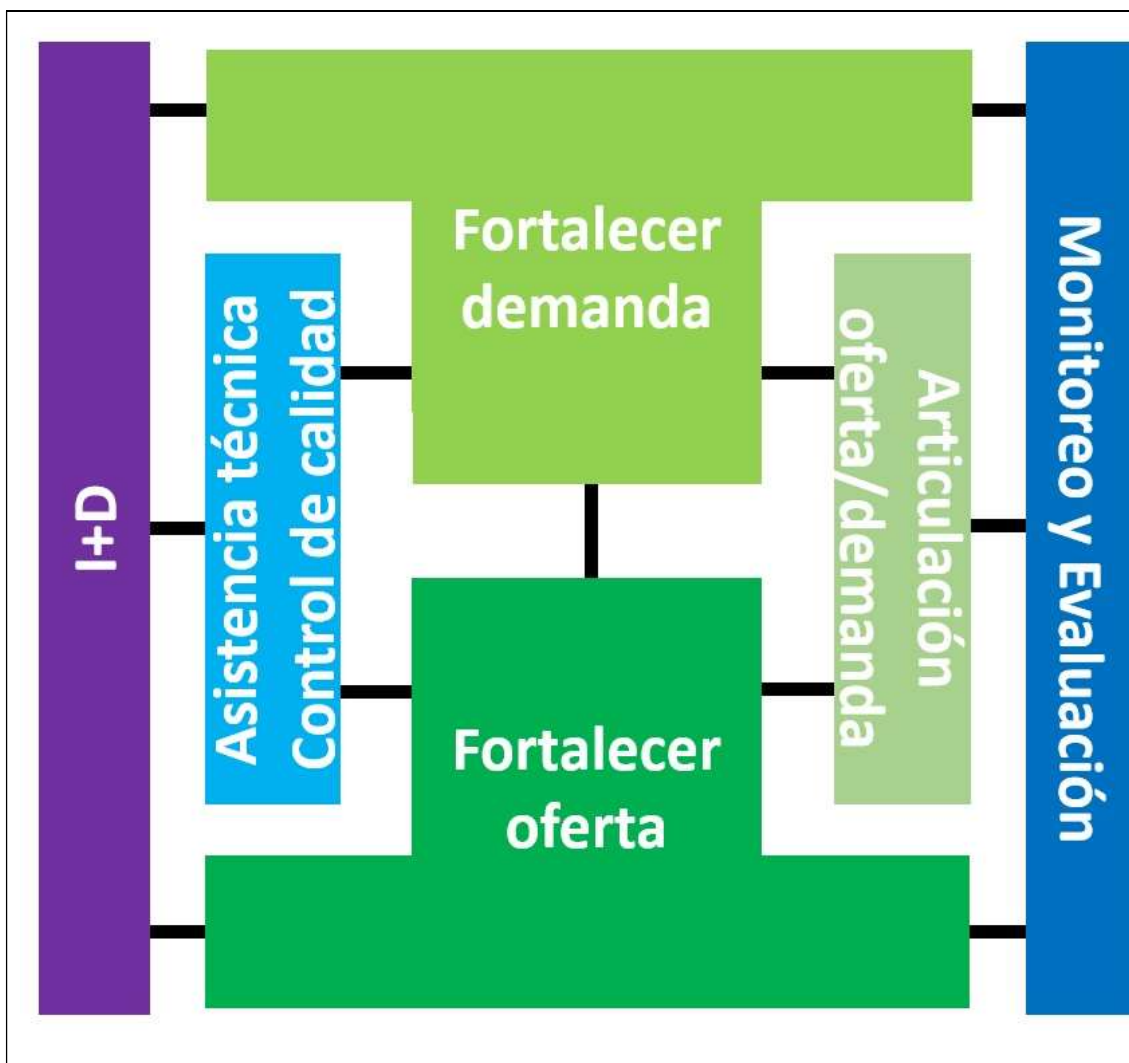 I+D
Fortalecer
demanda
Asistencia técnica
Control de calidad
Articulación
oferta/demanda
Fortalecer
oferta
Monitoreo y Evaluación